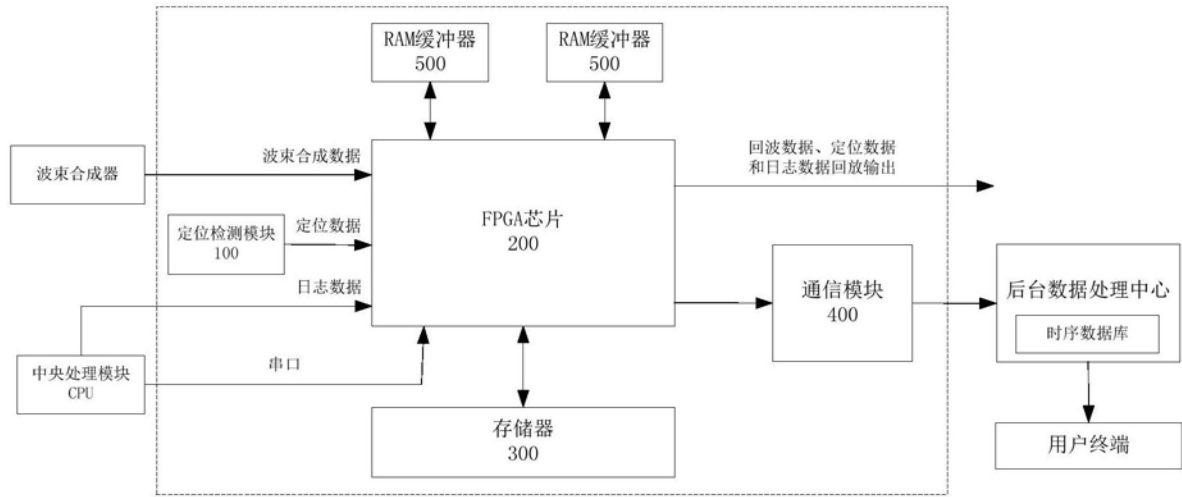 RAM缓冲器
500
RAM缓冲器
500
波束合成器
波束合成数据
回波数据、定位数据
和日志数据回放输出
定位检测模块
100
定位数据
FPGA芯片
200
日志数据
通信模块
400
后台数据处理中心
时序数据库
中央处理模块
CPU
串口
存储器
300
用户终端